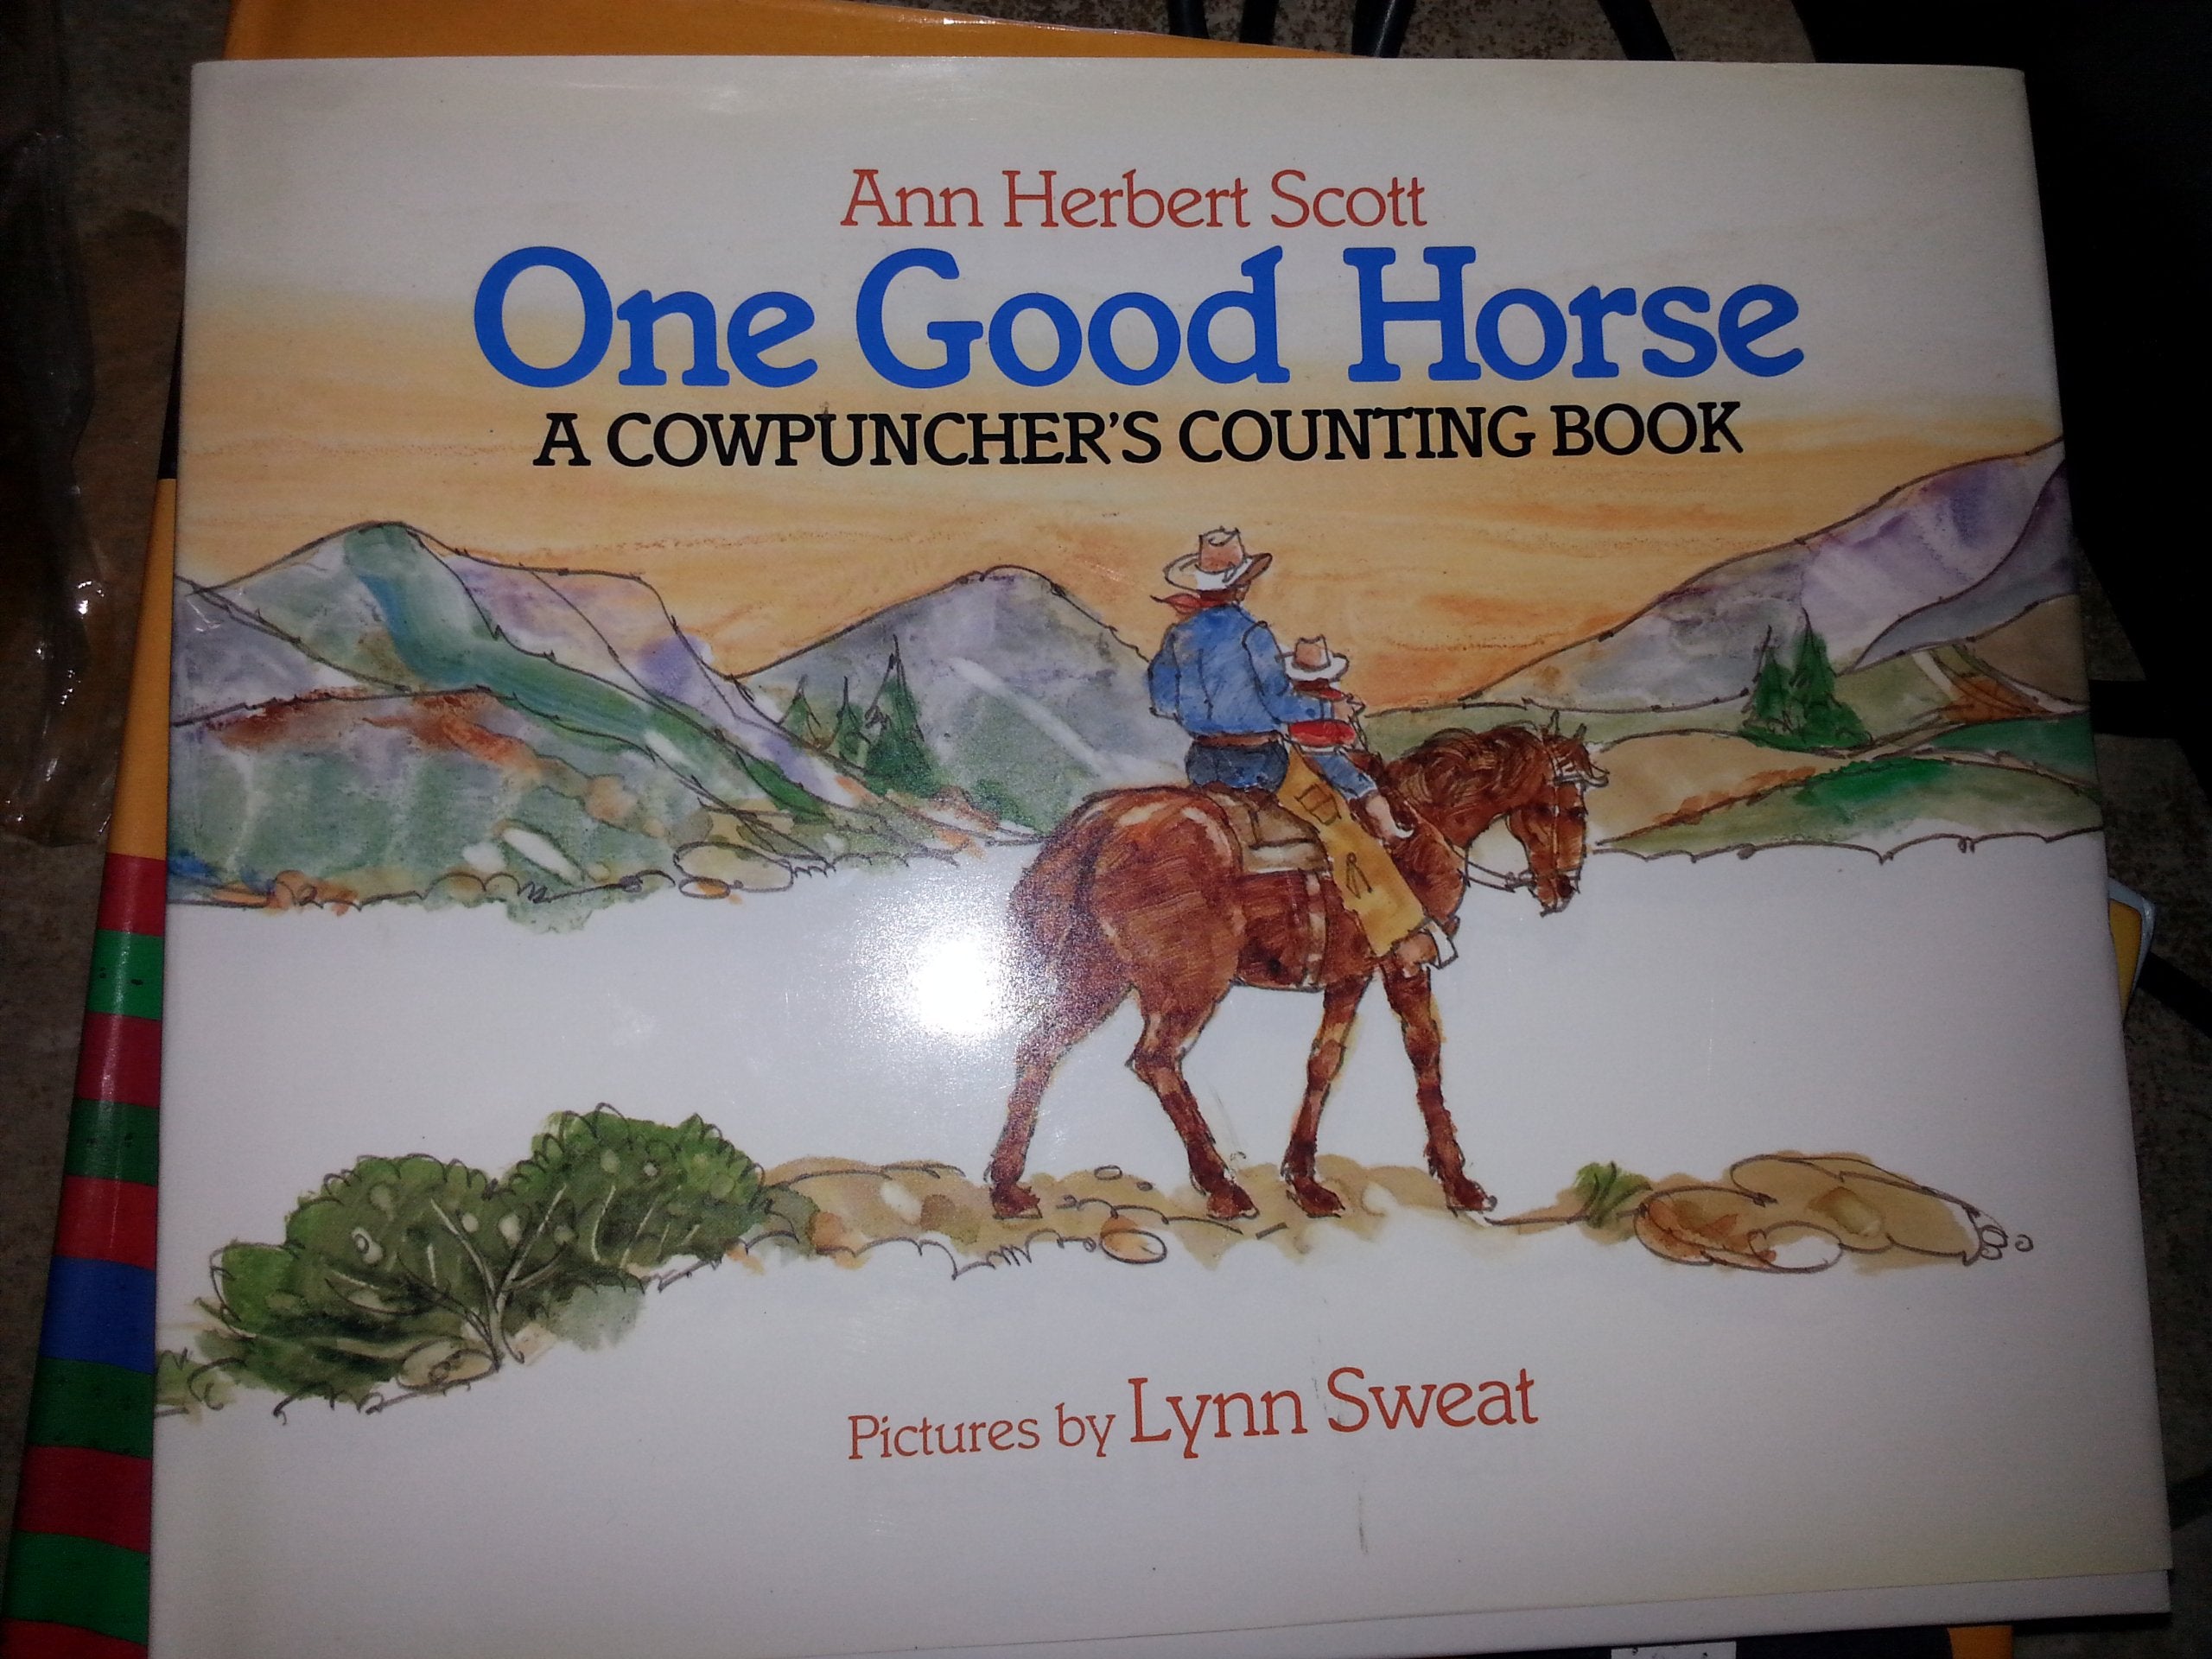 Ann Herbert Scott
One Good Horse
A COWPUNCHER'S COUNTING BOOK
Pictures by Lynn Sweat